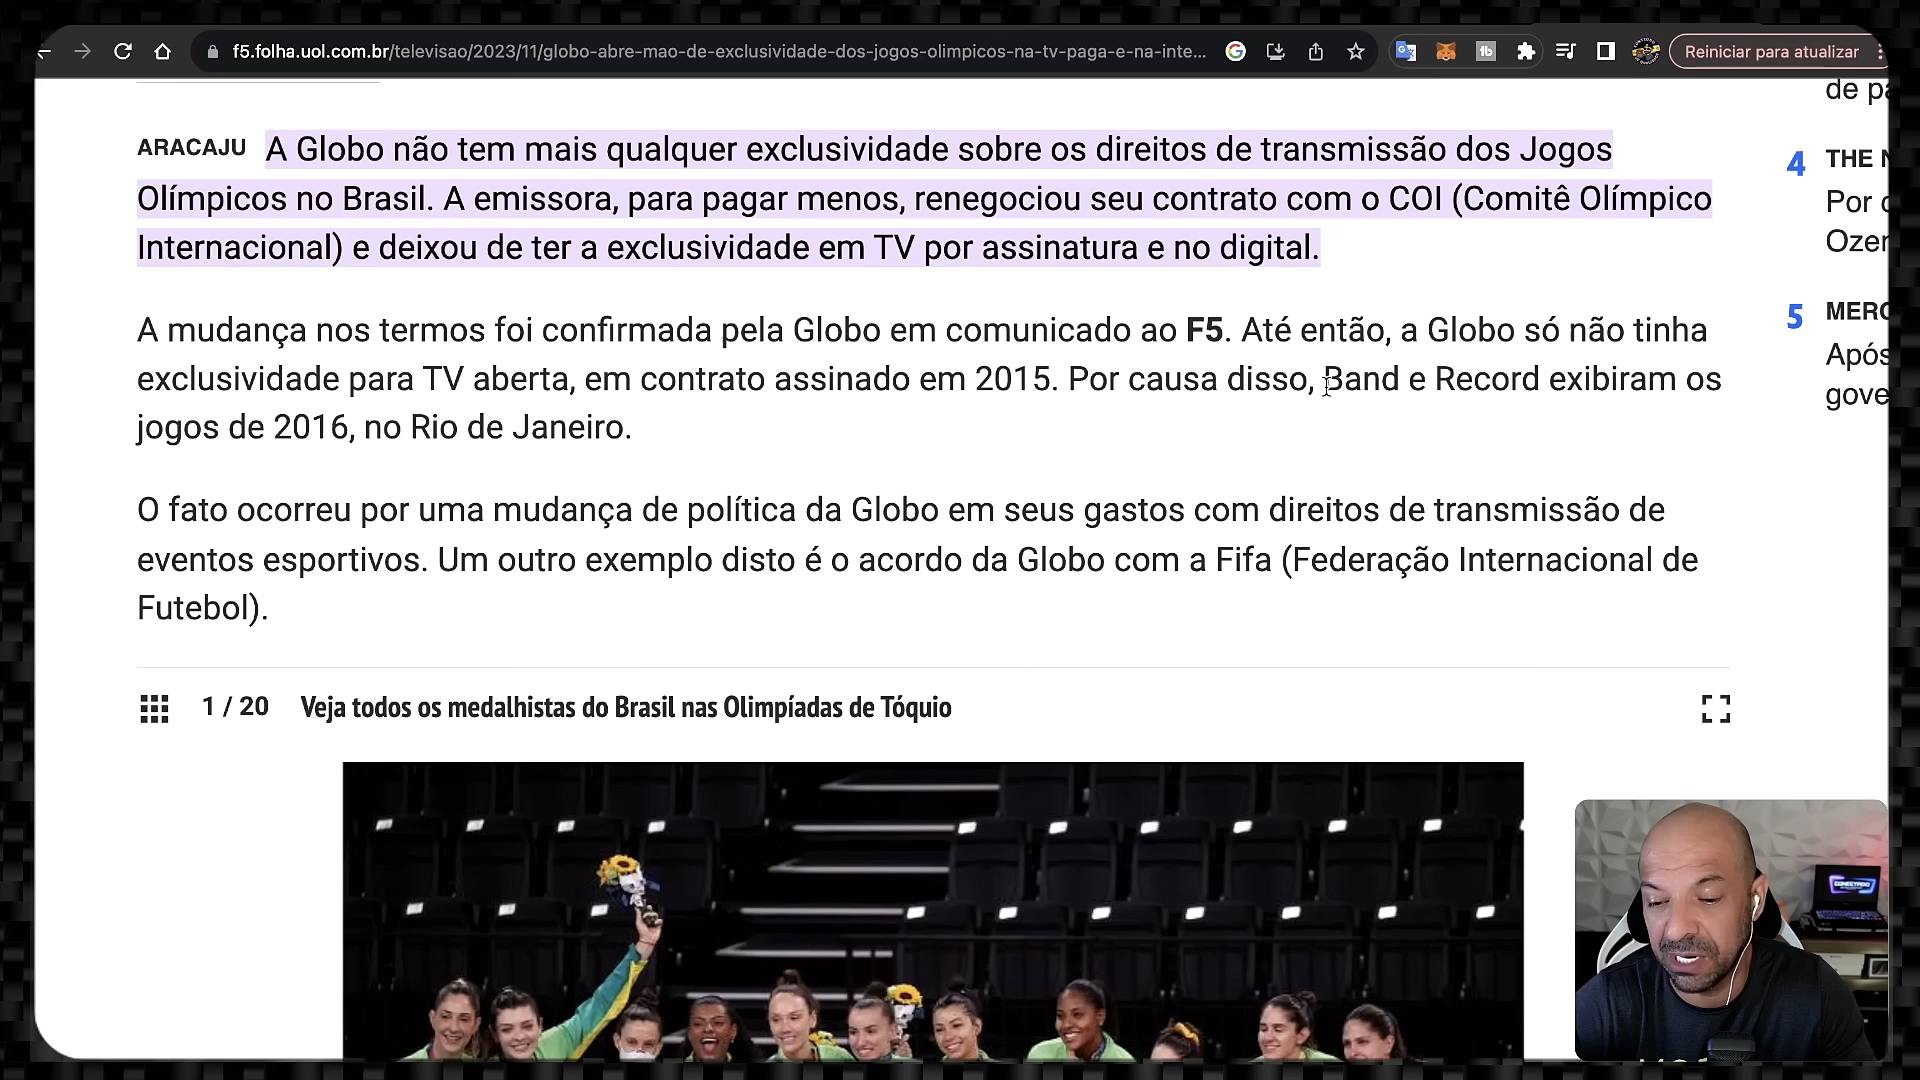 f5.folha.uol.com.br/televisao/2023/11/globo-abre-mao-de-exclusividade-dos-jogos-olimpicos-na-tv-paga-e-na-inte...
Reiniciar para atualizar
ARACAJU A Globo não tem mais qualquer exclusividade sobre os direitos de transmissão dos Jogos
Olímpicos no Brasil. A emissora, para pagar menos, renegociou seu contrato com o COI (Comitê Olímpico
Internacional) e deixou de ter a exclusividade em TV por assinatura e no digital.
A mudança nos termos foi confirmada pela Globo em comunicado ao F5. Até então, a Globo só não tinha
exclusividade para TV aberta, em contrato assinado em 2015. Por causa disso, Band e Record exibiram os
jogos de 2016, no Rio de Janeiro.
O fato ocorreu por uma mudança de política da Globo em seus gastos com direitos de transmissão de
eventos esportivos. Um outro exemplo disto é o acordo da Globo com a Fifa (Federação Internacional de
Futebol).
1 / 20 Veja todos os medalhistas do Brasil nas Olimpíadas de Tóquio
de
4 THE
Por
5
Após
CONECTADO